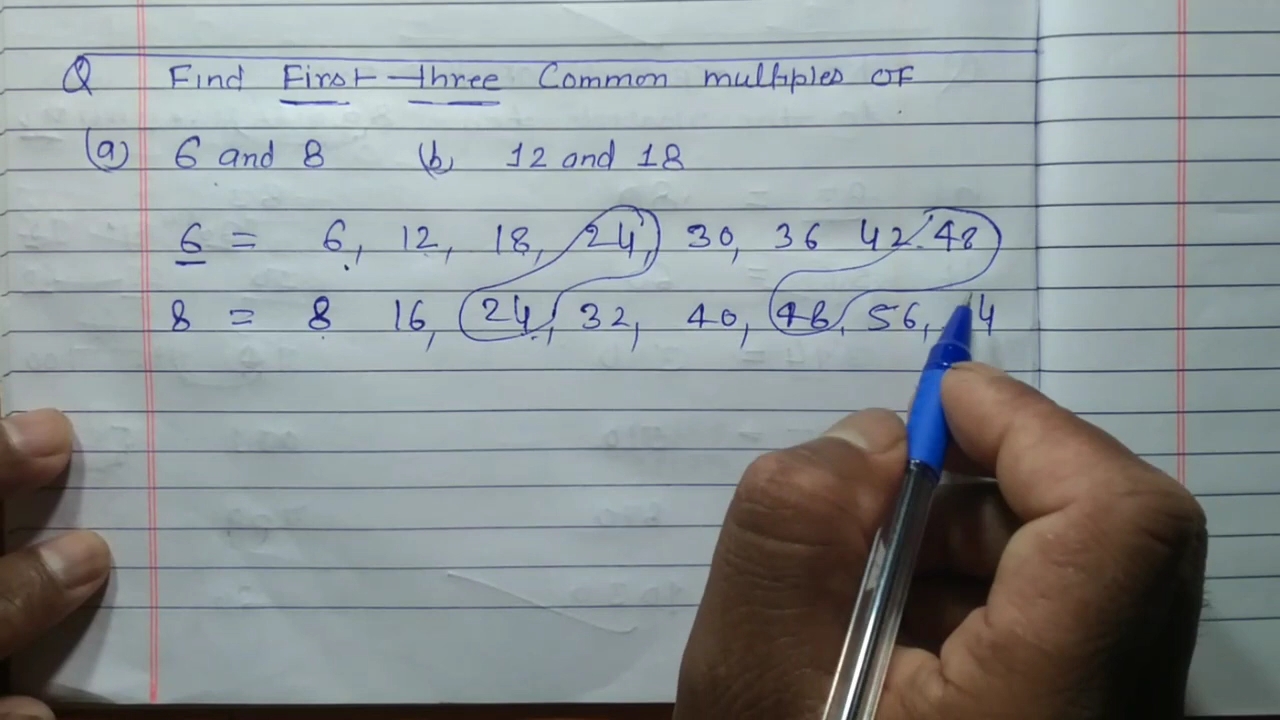 Q Find First three Common multiples OF
(a) 6 and 8 (b) 12 and 18
6 = 6, 12, 18, 24, 30, 36 42, 48
8 = 8 16, 24, 32, 40, 48, 56,